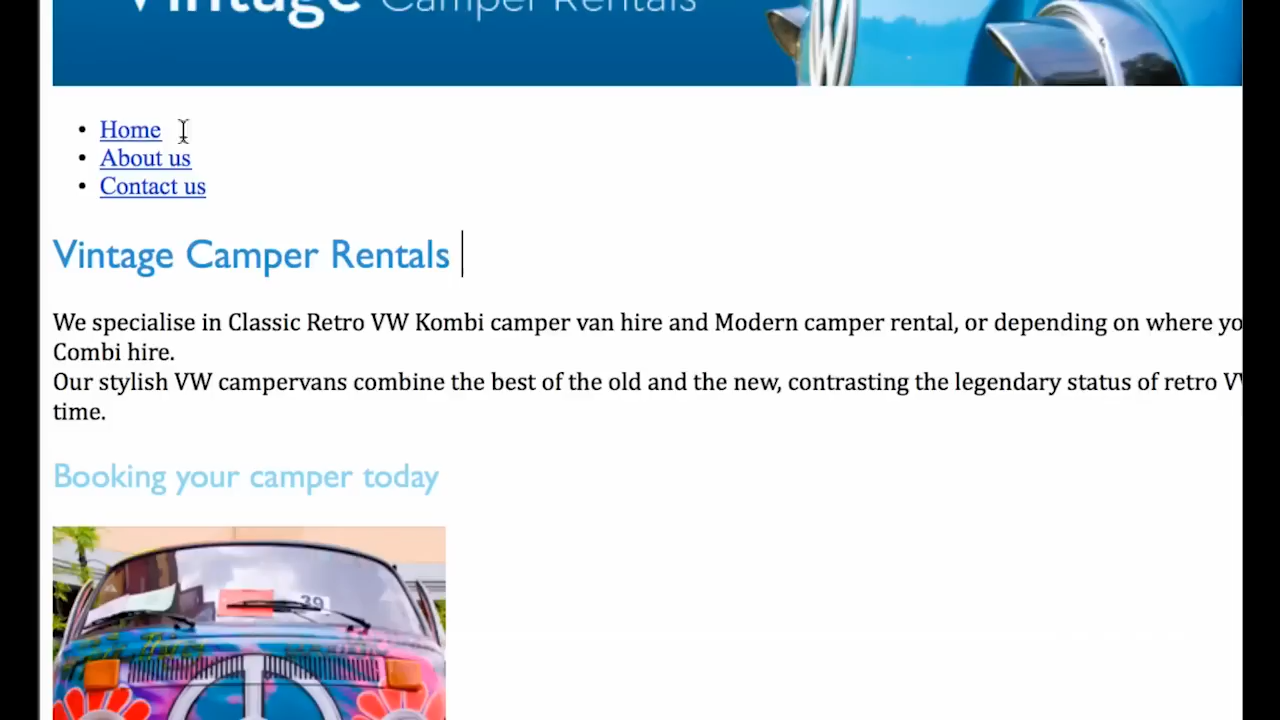 Vintage Camper Rentals
Home
About us
Contact us
Vintage Camper Rentals
We specialise in Classic Retro VW Kombi camper van hire and Modern camper rental, or depending on where yo
Combi hire.
Our stylish VW campervans combine the best of the old and the new, contrasting the legendary status of retro V
time.
Booking your camper today
39